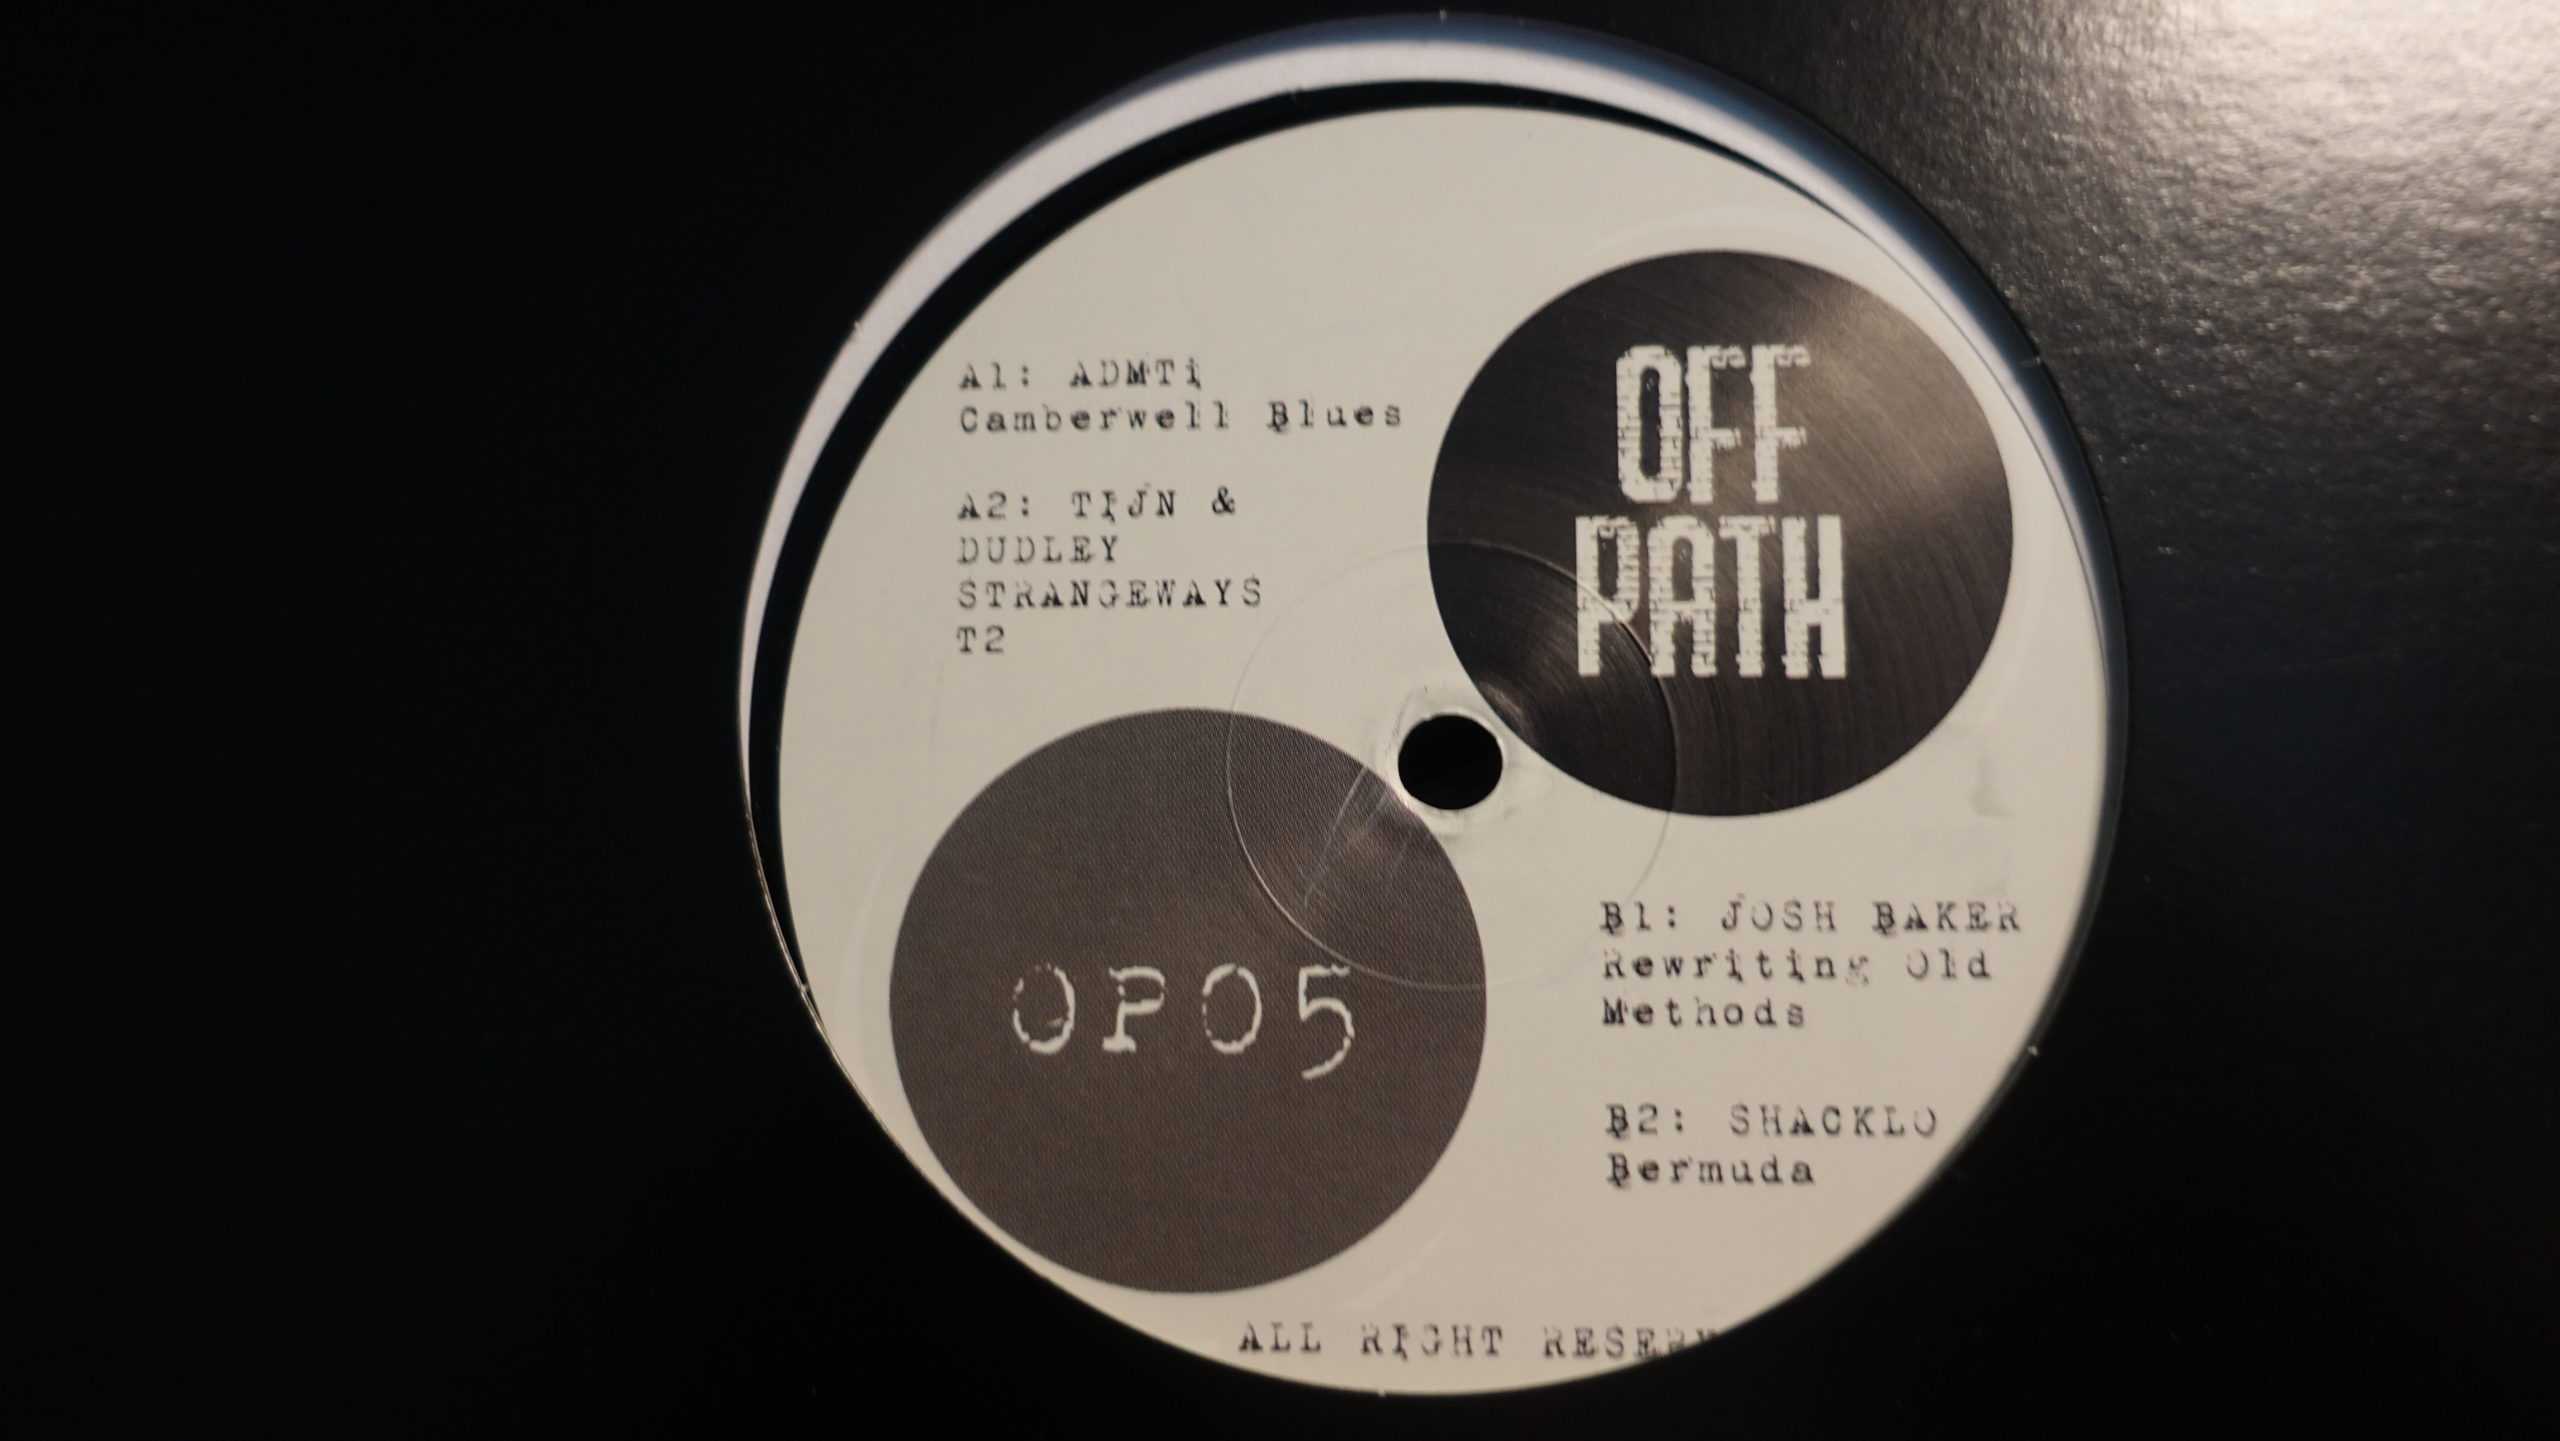 A1: ADMTi
Camberwell Blues
A2: TIJN &
DUDLEY
STRANGEWAYS
T2
OFF
PATH
OP05
B1: JOSH BAKER
Rewriting Old
Methods
B2: SHACKLO
Bermuda
ALL RIGHT